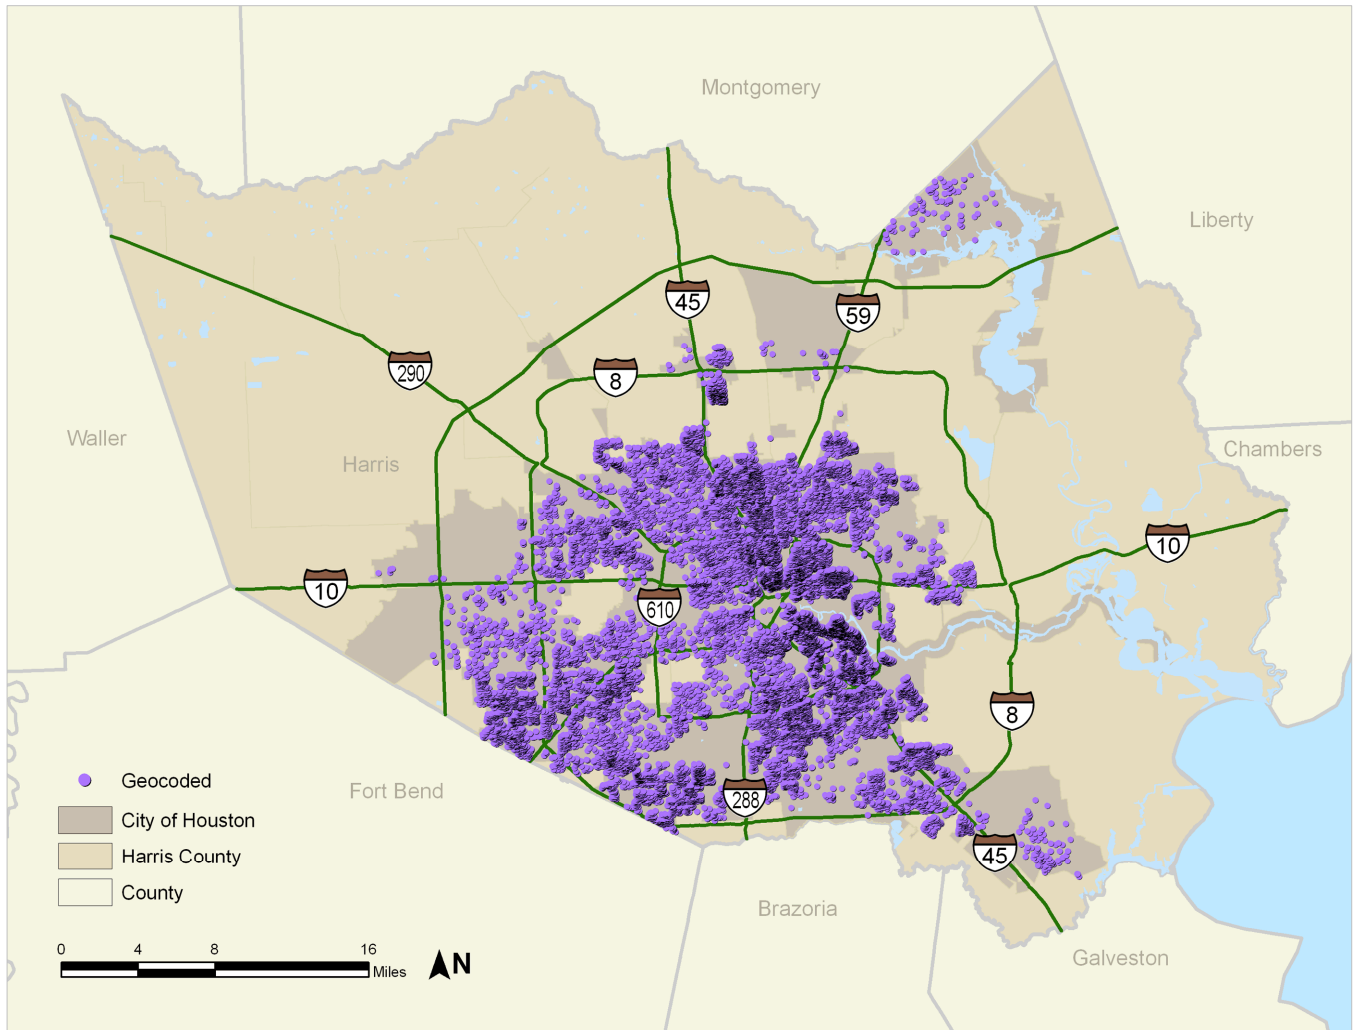 Montgomery
Liberty
45
59
290
8
Waller
Harris
Chambers
10
10
610
8
Geocoded
City of Houston
Harris County
County
Fort Bend
288
45
Brazoria
Galveston
0 4 8 16
Miles
N